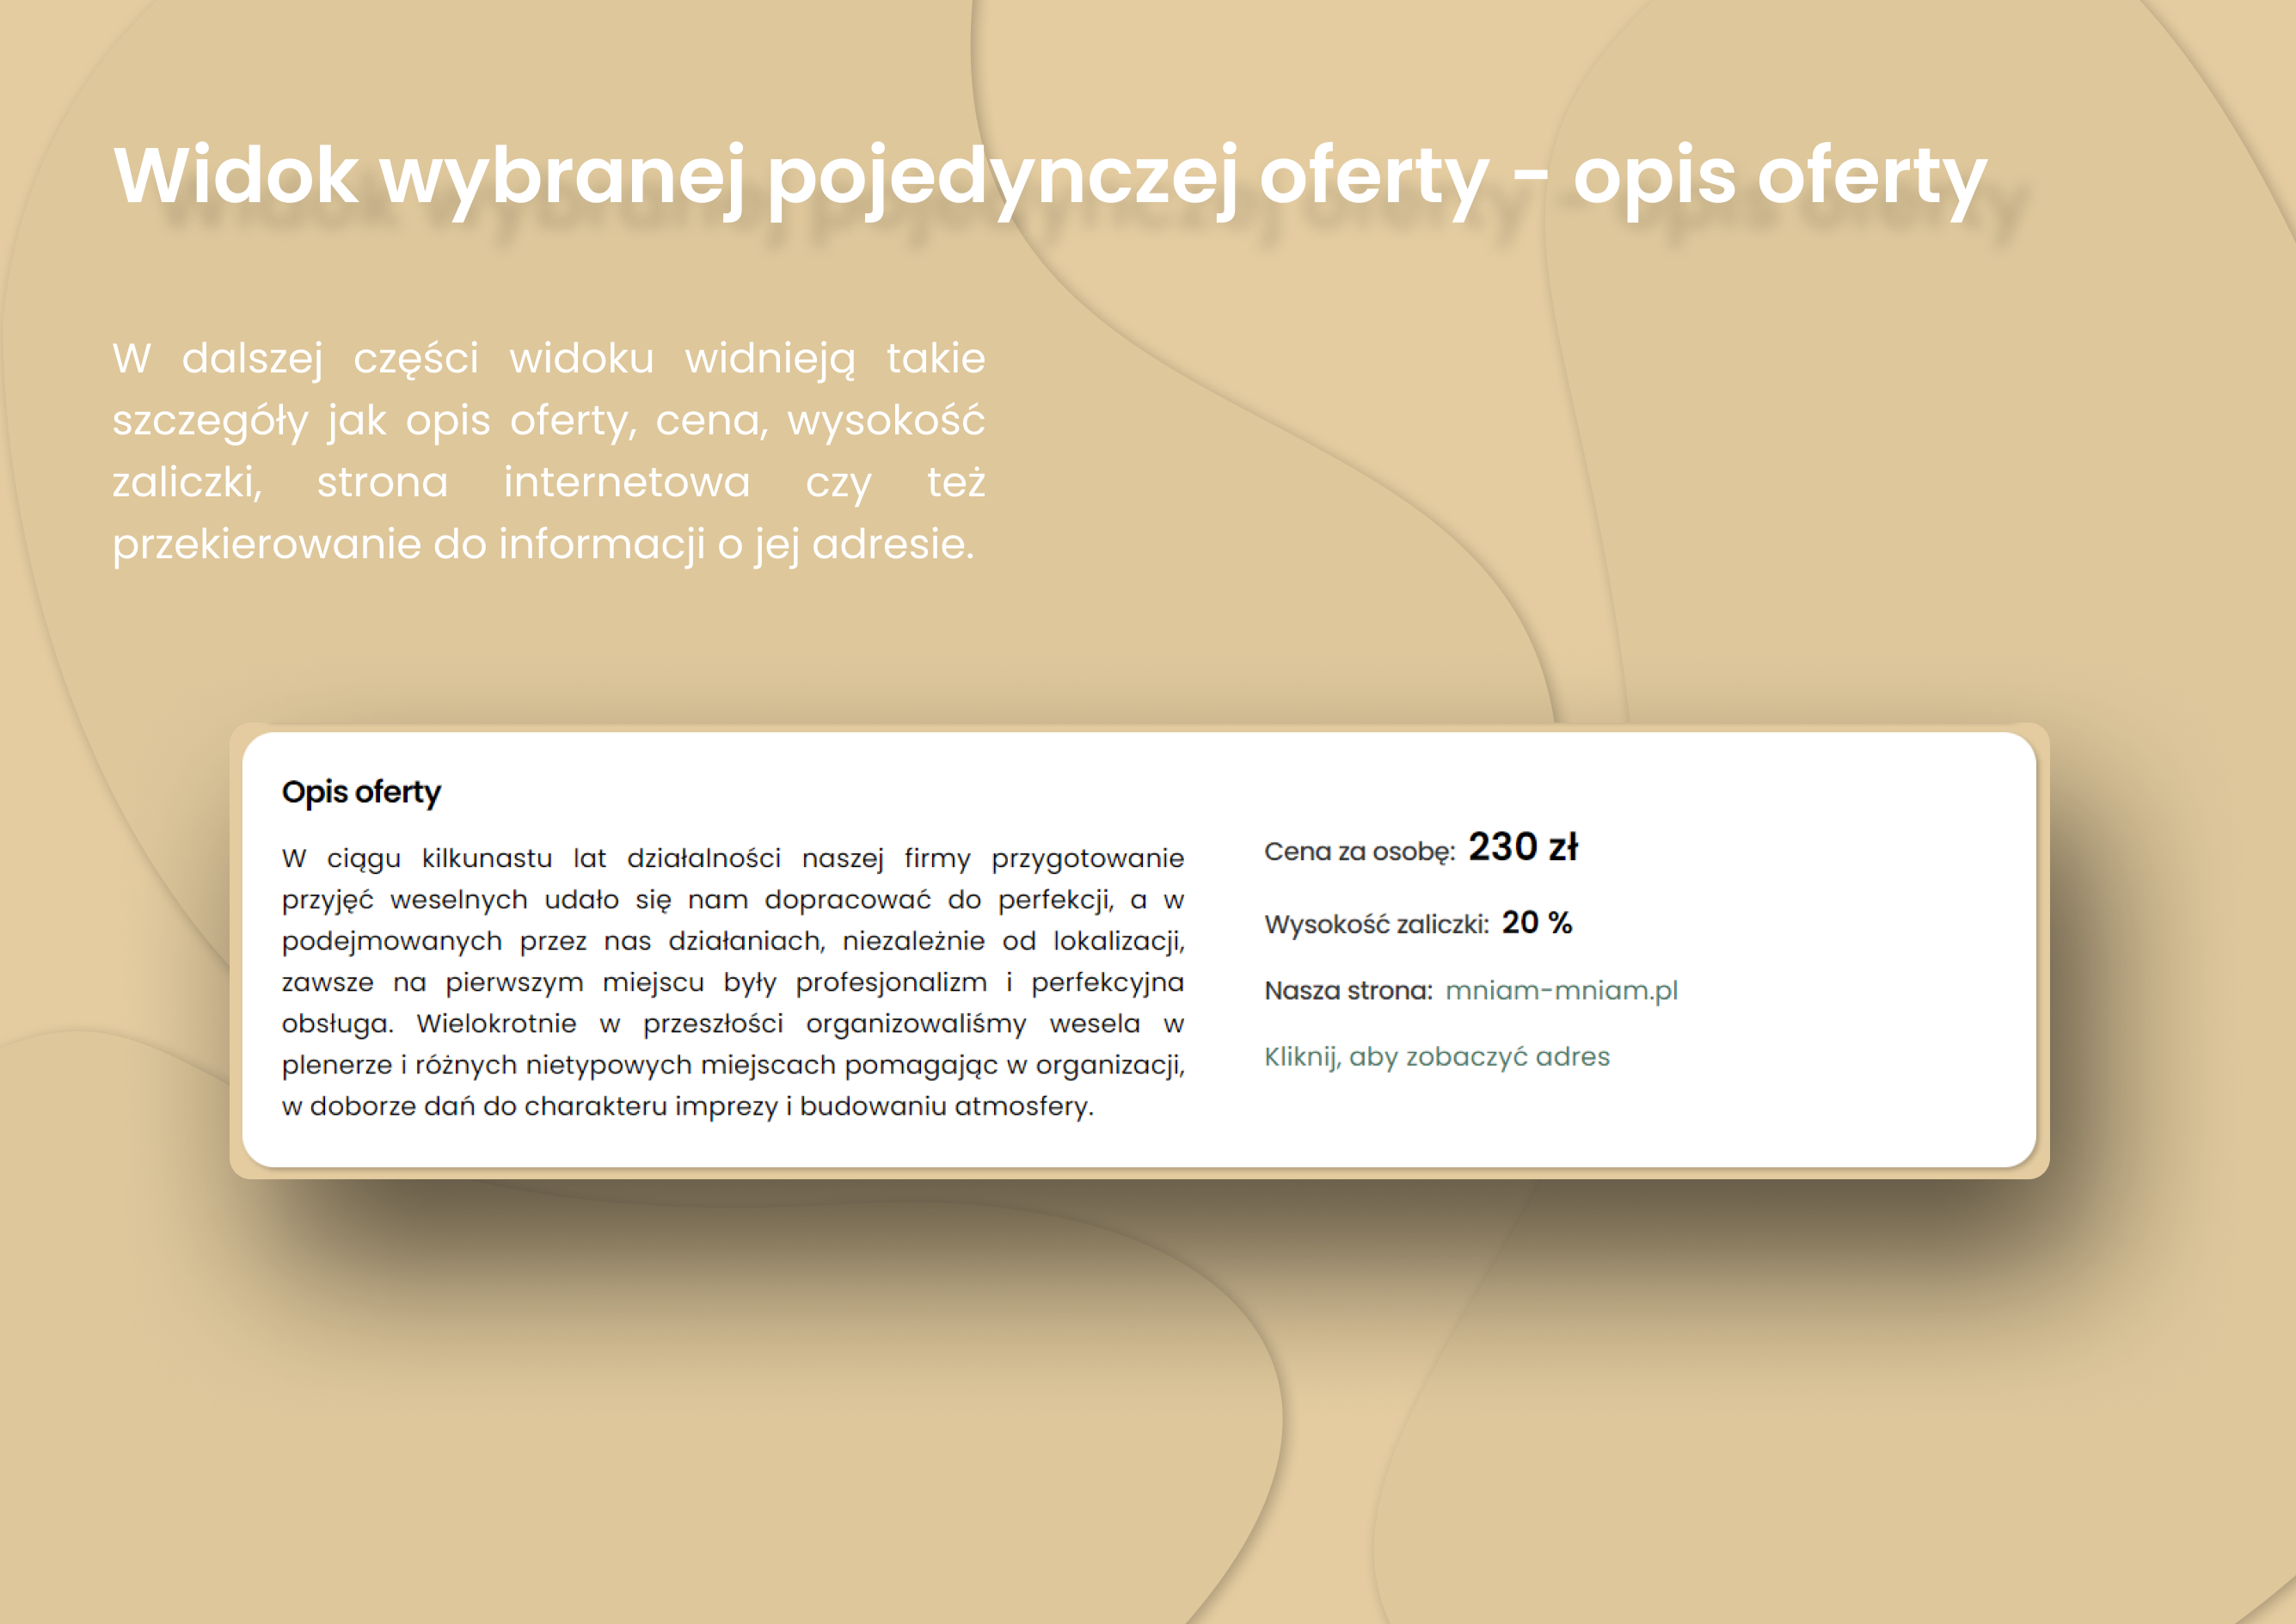 Widok wybranej pojedynczej oferty - opis oferty
W dalszej części widoku widnieją takie
szczegóły jak opis oferty, cena, wysokość
zaliczki, strona internetowa czy też
przekierowanie do informacji o jej adresie.
Opis oferty
W ciągu kilkunastu lat działalności naszej firmy przygotowanie
przyjęć weselnych udało się nam dopracować do perfekcji, a w
podejmowanych przez nas działaniach, niezależnie od lokalizacji,
zawsze na pierwszym miejscu były profesjonalizm i perfekcyjna
obsługa. Wielokrotnie w przeszłości organizowaliśmy wesela w
plenerze i różnych nietypowych miejscach pomagając w organizacji,
w doborze dań do charakteru imprezy i budowaniu atmosfery.
Cena za osobę: 230 zł
Wysokość zaliczki: 20 %
Nasza strona: mniam-mniam.pl
Kliknij, aby zobaczyć adres